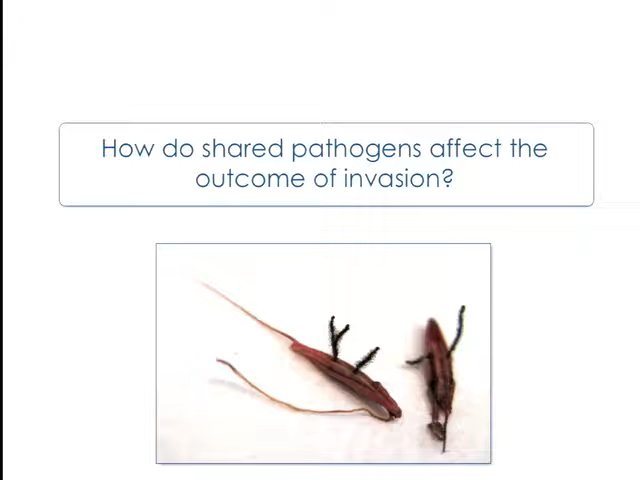 How do shared pathogens affect the
outcome of invasion?